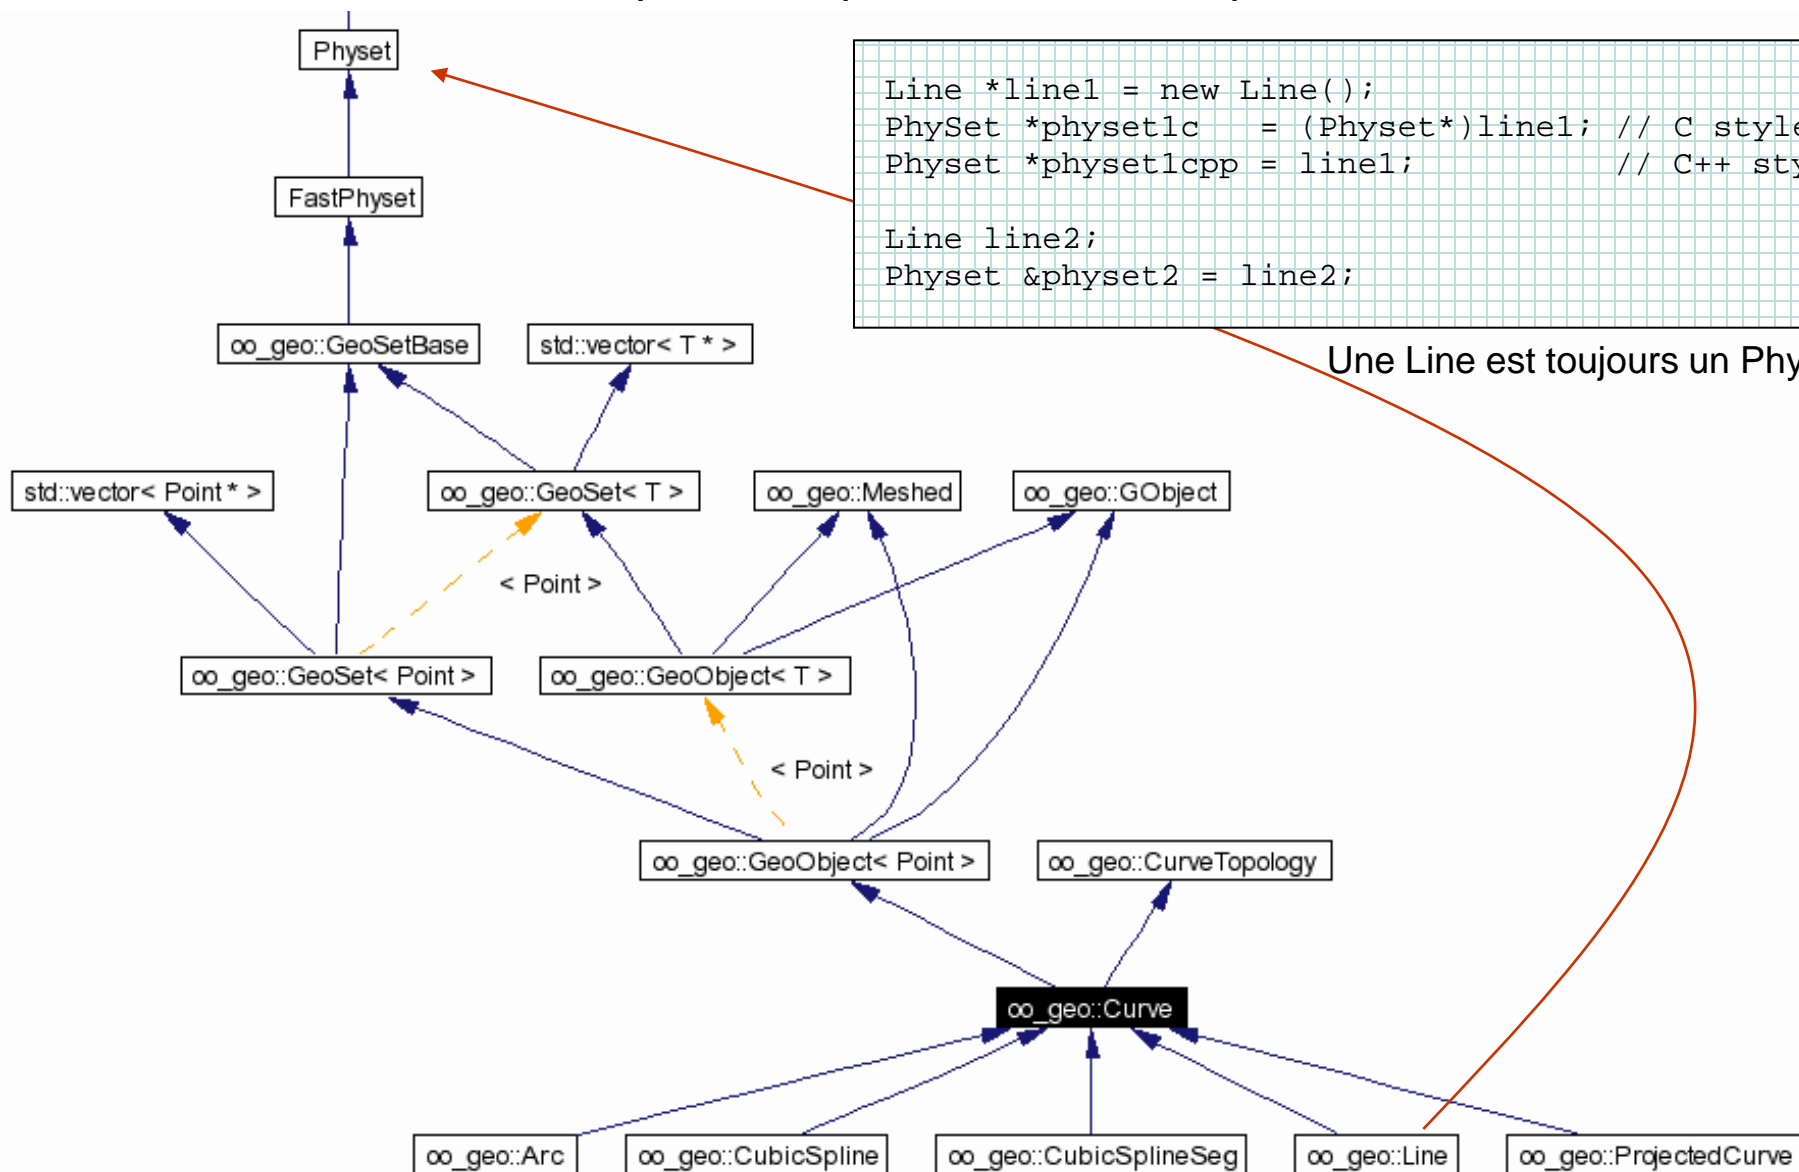 Physet
Line *line1 = new Line();
PhySet *physet1c   = (Physet*)line1; // C style
Physet *physet1cpp = line1;          // C++
FastPhyset
Line line2;
Physet &physet2 = line2;
oo_geo::GeoSetBase
std::vector< T * >
Une Line est toujours un
std::vector< Point * >
oo_geo::GeoSet< T >
oo_geo::Meshed
oo_geo::GObject
< Point >
oo_geo::GeoSet< Point >
oo_geo::GeoObject< T >
< Point >
oo_geo::GeoObject< Point >
oo_geo::CurveTopology
oo_geo::Curve
oo_geo::Arc
oo_geo::CubicSpline
oo_geo::CubicSplineSeg
oo_geo::Line
oo_geo::ProjectedCurve